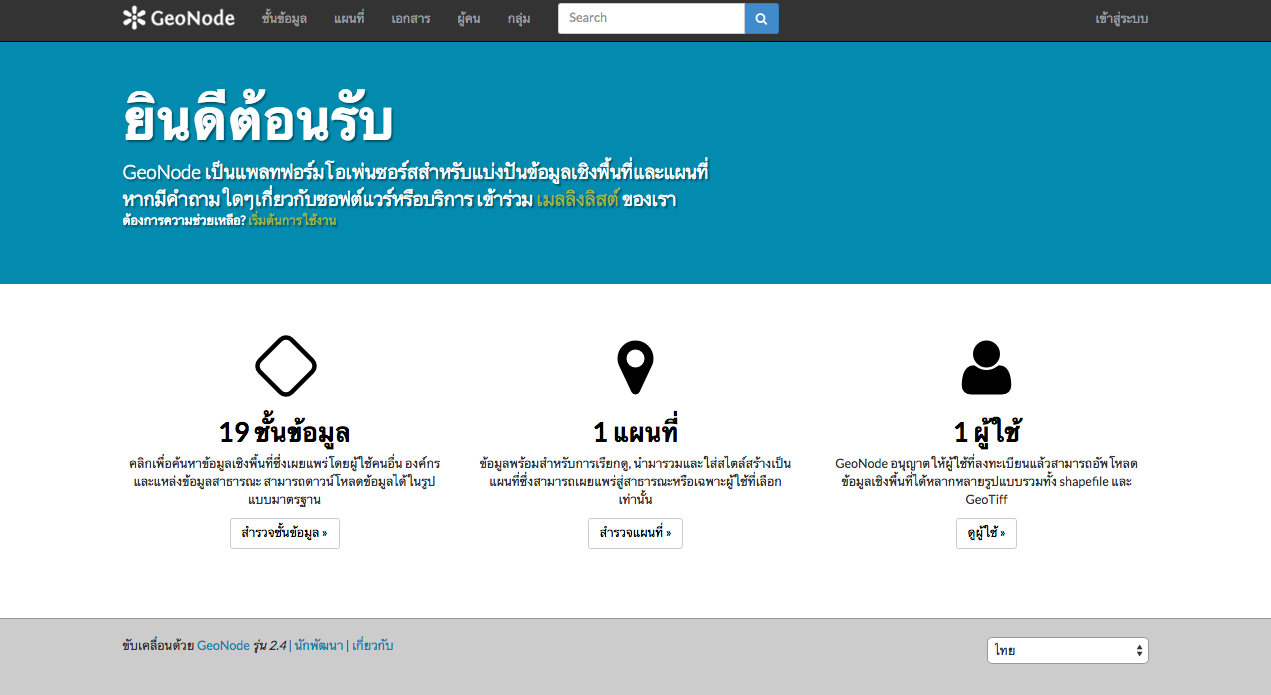 GeoNode ชั้นข้อมูล แผนที่ เอกสาร ผู้คน กลุ่ม Search เข้าสู่ระบบ
ยินดีต้อนรับ
GeoNode เป็นแพลทฟอร์มโอเพ่นซอร์สสำหรับแบ่งปันข้อมูลเชิงพื้นที่และแผนที่
หากมีคำถาม ใดๆเกี่ยวกับซอฟต์แวร์หรือบริการ เข้าร่วม เมลลิงลิสต์ ของเรา
ต้องการความช่วยเหลือ? เริ่มต้นการใช้งาน
19 ชั้นข้อมูล
คลิกเพื่อค้นหาข้อมูลเชิงพื้นที่ซึ่งเผยแพร่โดยผู้ใช้คนอื่น องค์กร
และแหล่งข้อมูลสาธารณะ สามารถดาวน์โหลดข้อมูลได้ในรูป
แบบมาตรฐาน
สำรวจชั้นข้อมูล »
1 แผนที่
ข้อมูลพร้อมสำหรับการเรียกดู, นำมารวมและใส่สไตล์สร้างเป็น
แผนที่ซึ่งสามารถเผยแพร่สู่สาธารณะหรือเฉพาะผู้ใช้ที่เลือก
เท่านั้น
สำรวจแผนที่ »
1 ผู้ใช้
GeoNode อนุญาตให้ผู้ใช้ที่ลงทะเบียนแล้วสามารถอัพโหลด
ข้อมูลเชิงพื้นที่ได้หลากหลายรูปแบบรวมทั้ง shapefile และ
GeoTiff
ดูผู้ใช้ »
ขับเคลื่อนด้วย GeoNode รุ่น 2.4 | นักพัฒนา | เกี่ยวกับ
ไทย